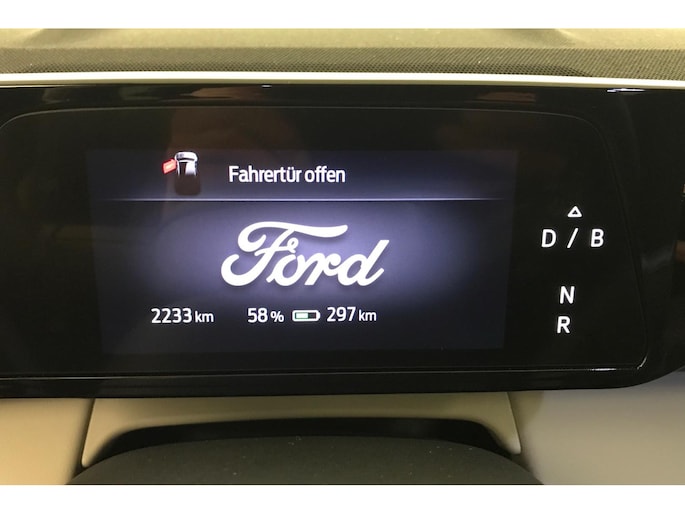 Fahrertür offen
Ford
2233 km 58 % 297 km
D / B
N
R